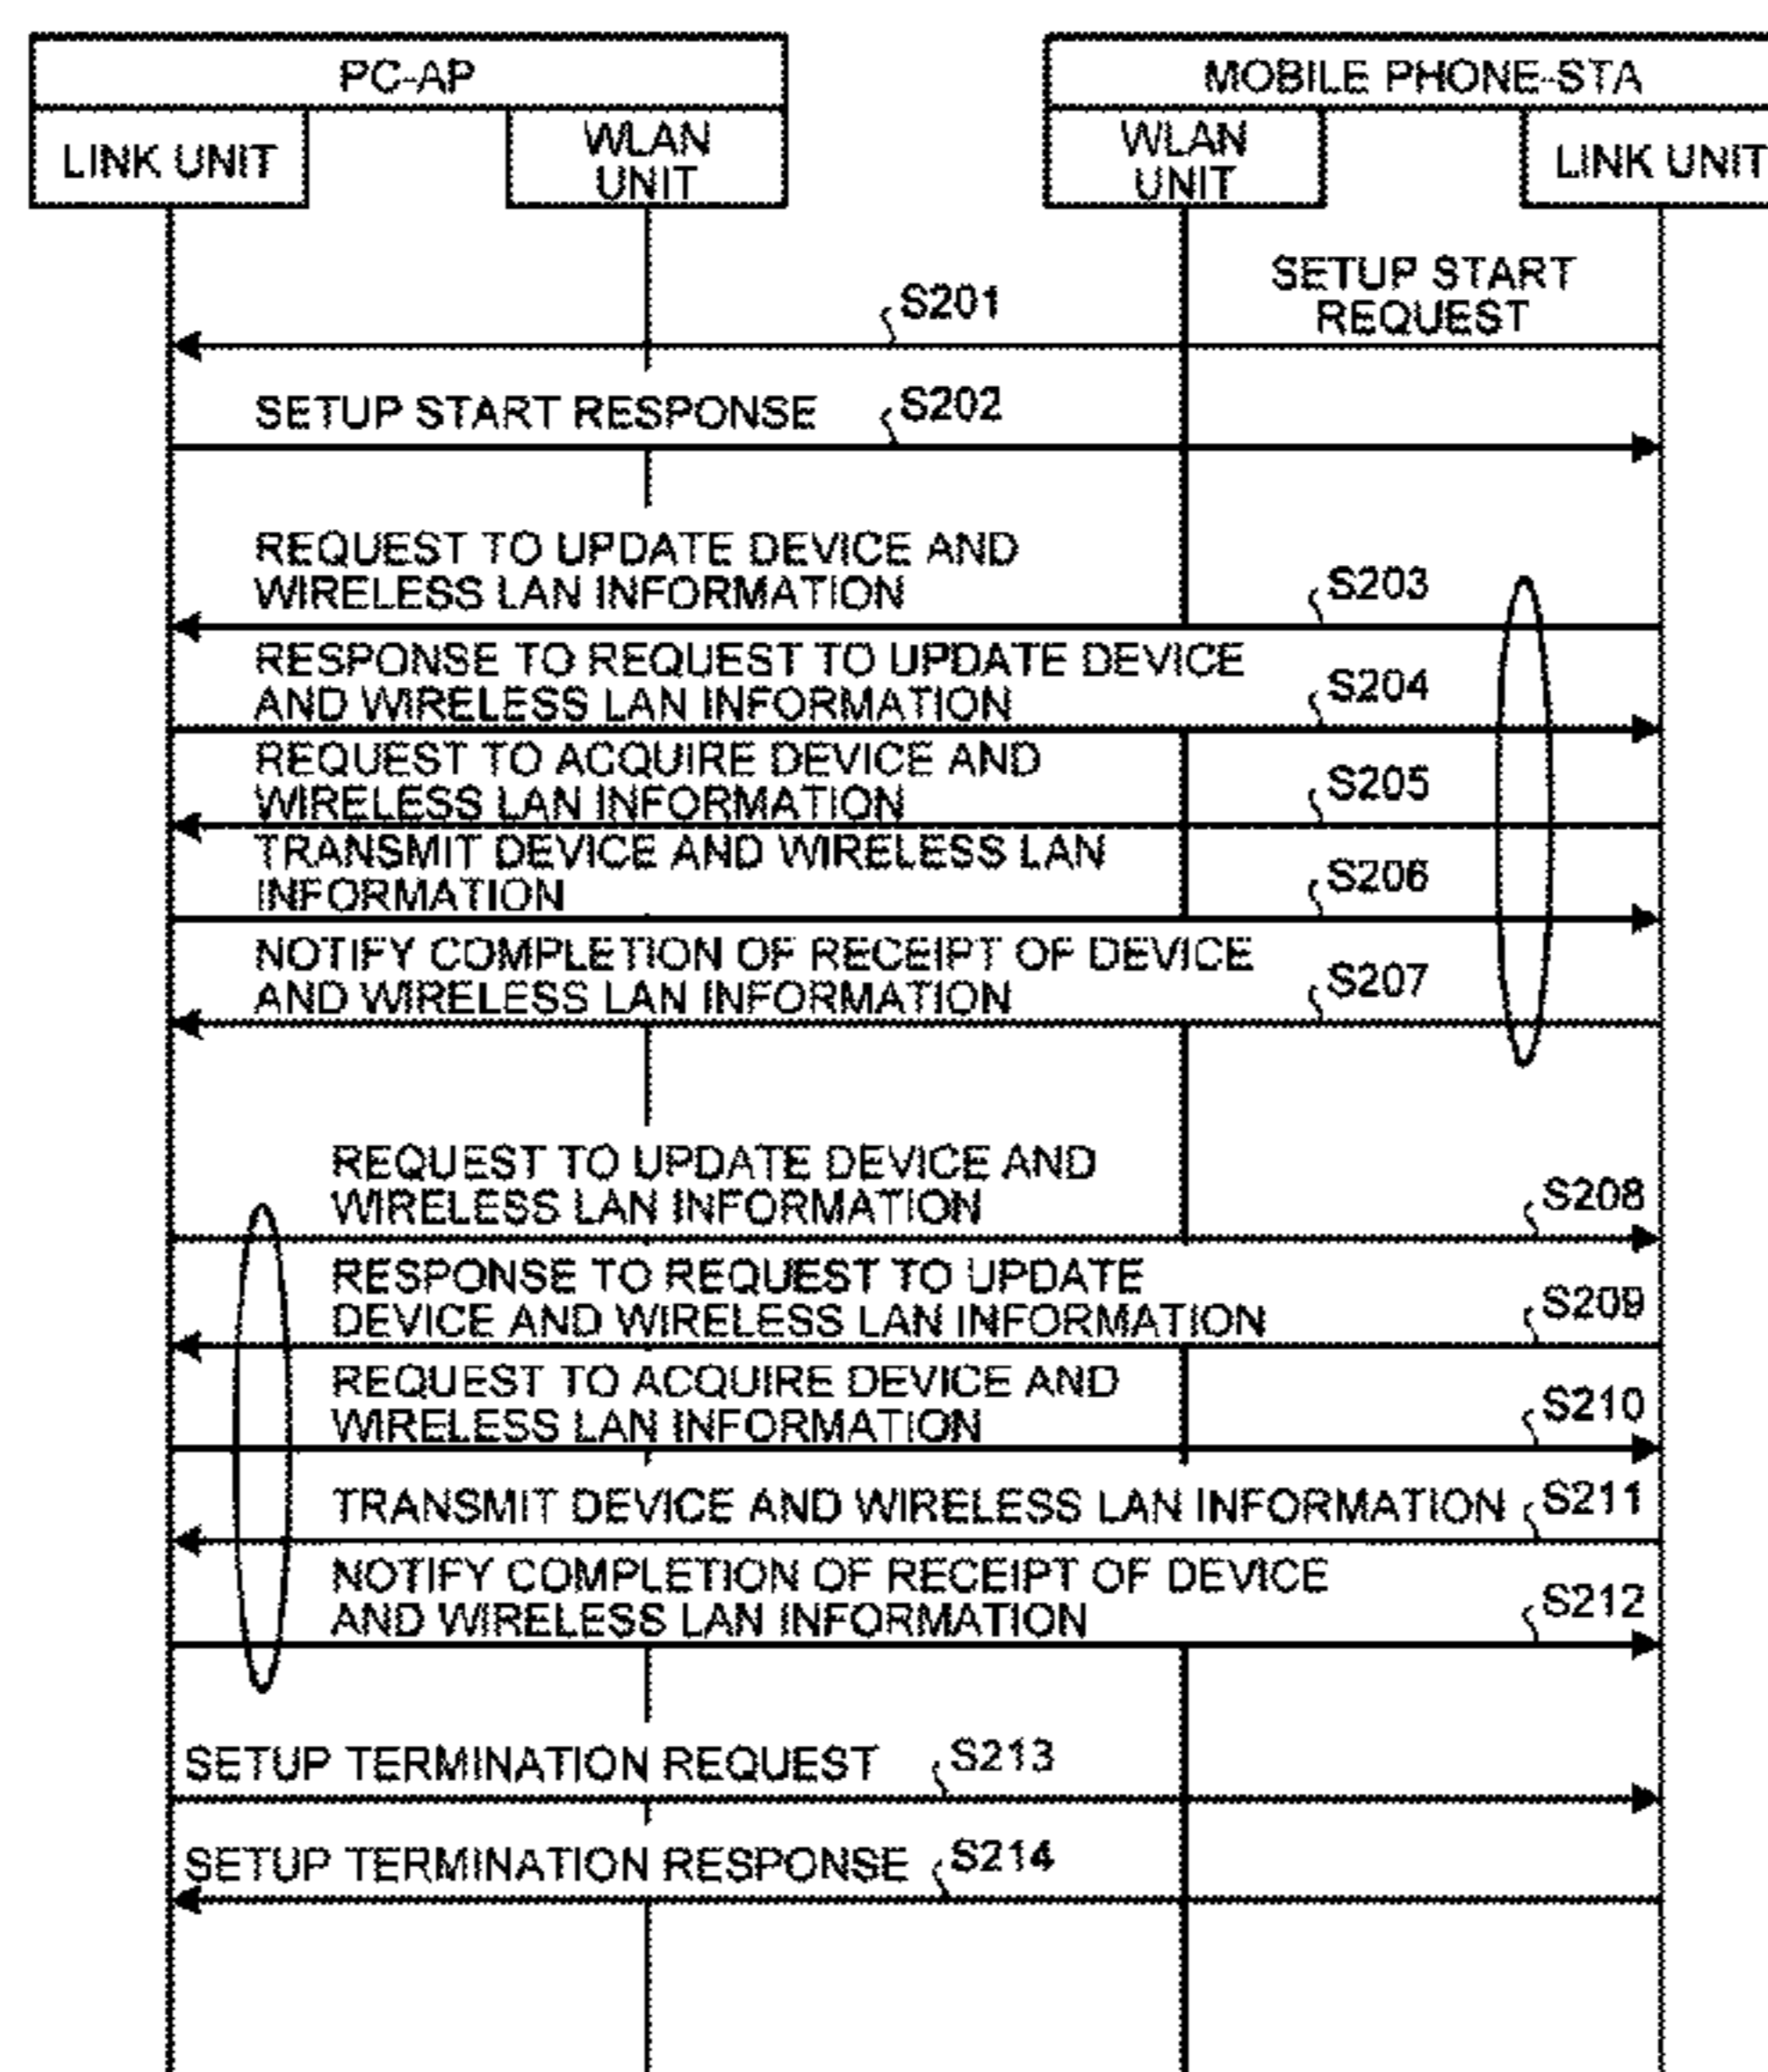 PC-AP
MOBILE PHONE-STA
LINK UNIT
WLAN
UNIT
WLAN
UNIT
LINK UNIT
SETUP START
REQUEST
S201
SETUP START RESPONSE
S202
REQUEST TO UPDATE DEVICE AND
WIRELESS LAN INFORMATION
S203
RESPONSE TO REQUEST TO UPDATE DEVICE
AND WIRELESS LAN INFORMATION
S204
REQUEST TO ACQUIRE DEVICE AND
WIRELESS LAN INFORMATION
S205
TRANSMIT DEVICE AND WIRELESS LAN
INFORMATION
S206
NOTIFY COMPLETION OF RECEIPT OF DEVICE
AND WIRELESS LAN INFORMATION
S207
REQUEST TO UPDATE DEVICE AND
WIRELESS LAN INFORMATION
S208
RESPONSE TO REQUEST TO UPDATE
DEVICE AND WIRELESS LAN INFORMATION
S209
REQUEST TO ACQUIRE DEVICE AND
WIRELESS LAN INFORMATION
S210
TRANSMIT DEVICE AND WIRELESS LAN INFORMATION
S211
NOTIFY COMPLETION OF RECEIPT OF DEVICE
AND WIRELESS LAN INFORMATION
S212
SETUP TERMINATION REQUEST
S213
SETUP TERMINATION RESPONSE
S214